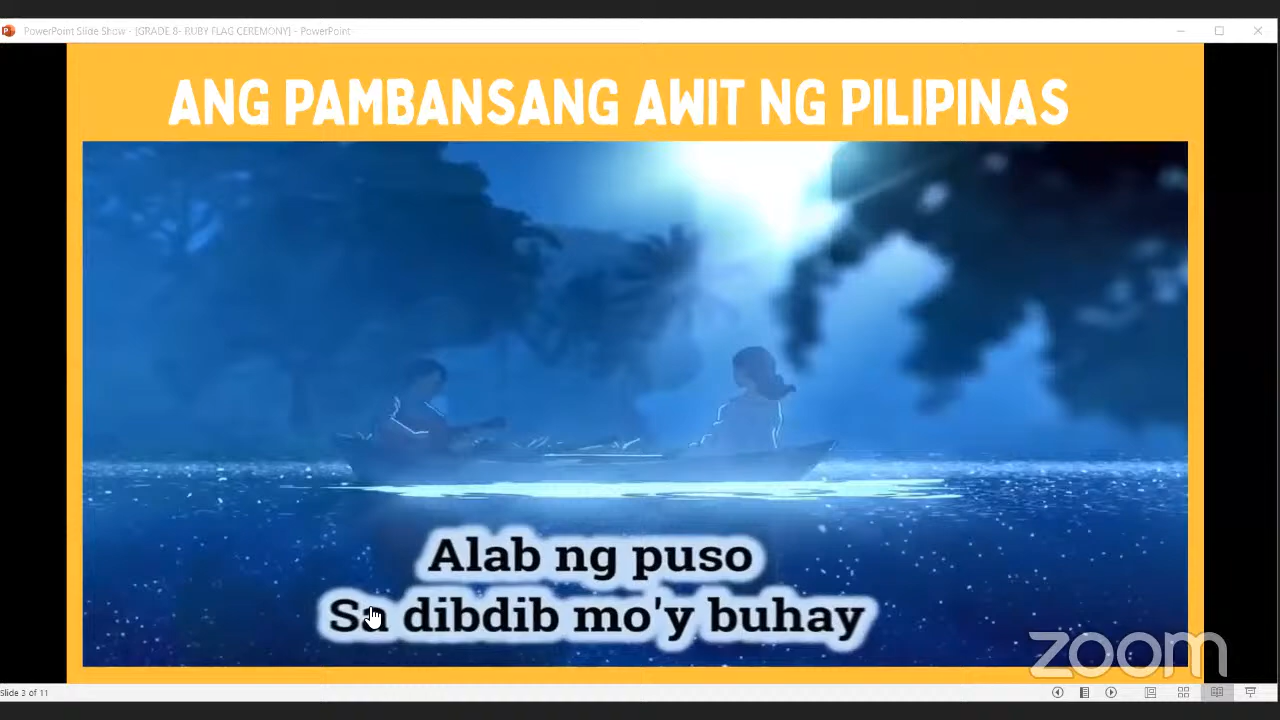 PowerPoint Slide Show - [GRADE 8- RUBY FLAG CEREMONY] - PowerPoint
ANG PAMBANSANG AWIT NG PILIPINAS
Alab ng puso
Sa dibdib mo'y buhay
zoom
Slide 3 of 11